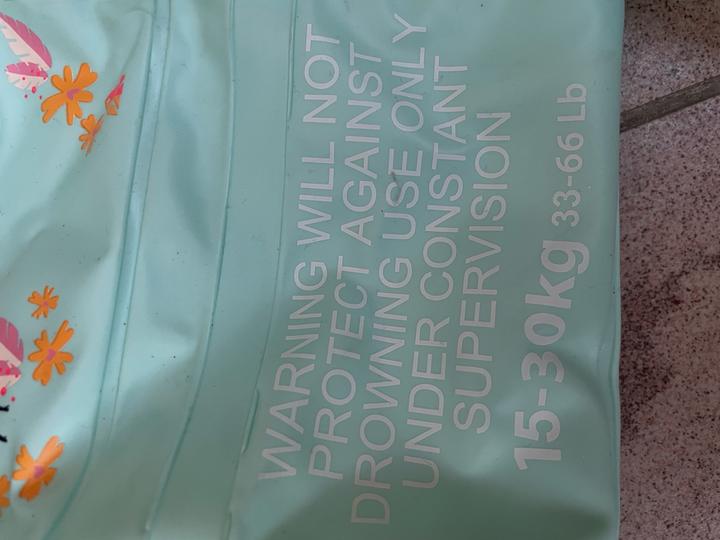 WARNING WILL NOT
PROTECT AGAINST
DROWNING USE ONLY
UNDER CONSTANT
SUPERVISION
15-30kg 33-66 Lb